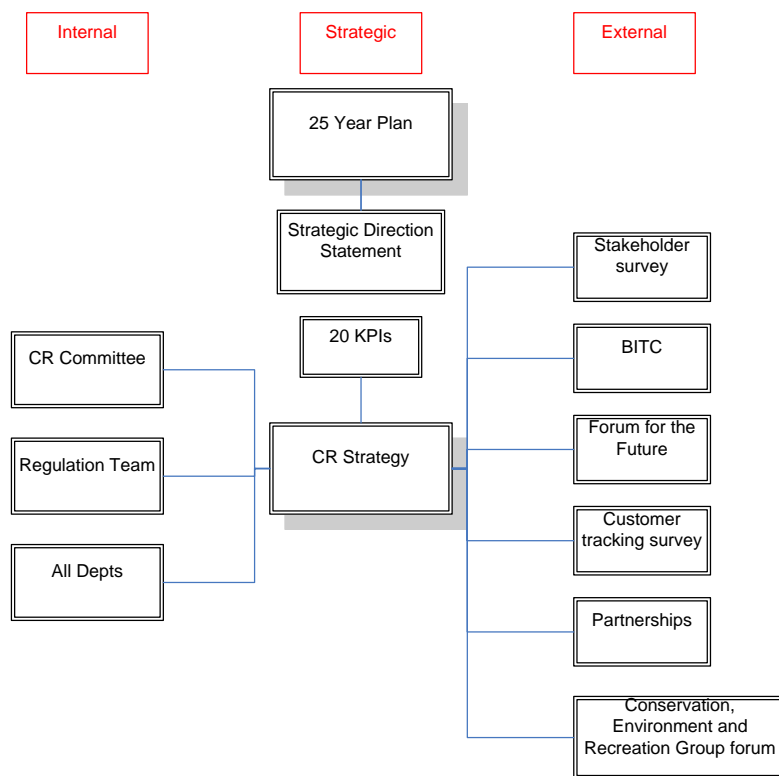 Internal
Strategic
External
25 Year Plan
Strategic Direction
Statement
20 KPIs
CR Strategy
CR Committee
Regulation Team
All Depts
Stakeholder
survey
BITC
Forum for the
Future
Customer
tracking survey
Partnerships
Conservation,
Environment and
Recreation Group
forum